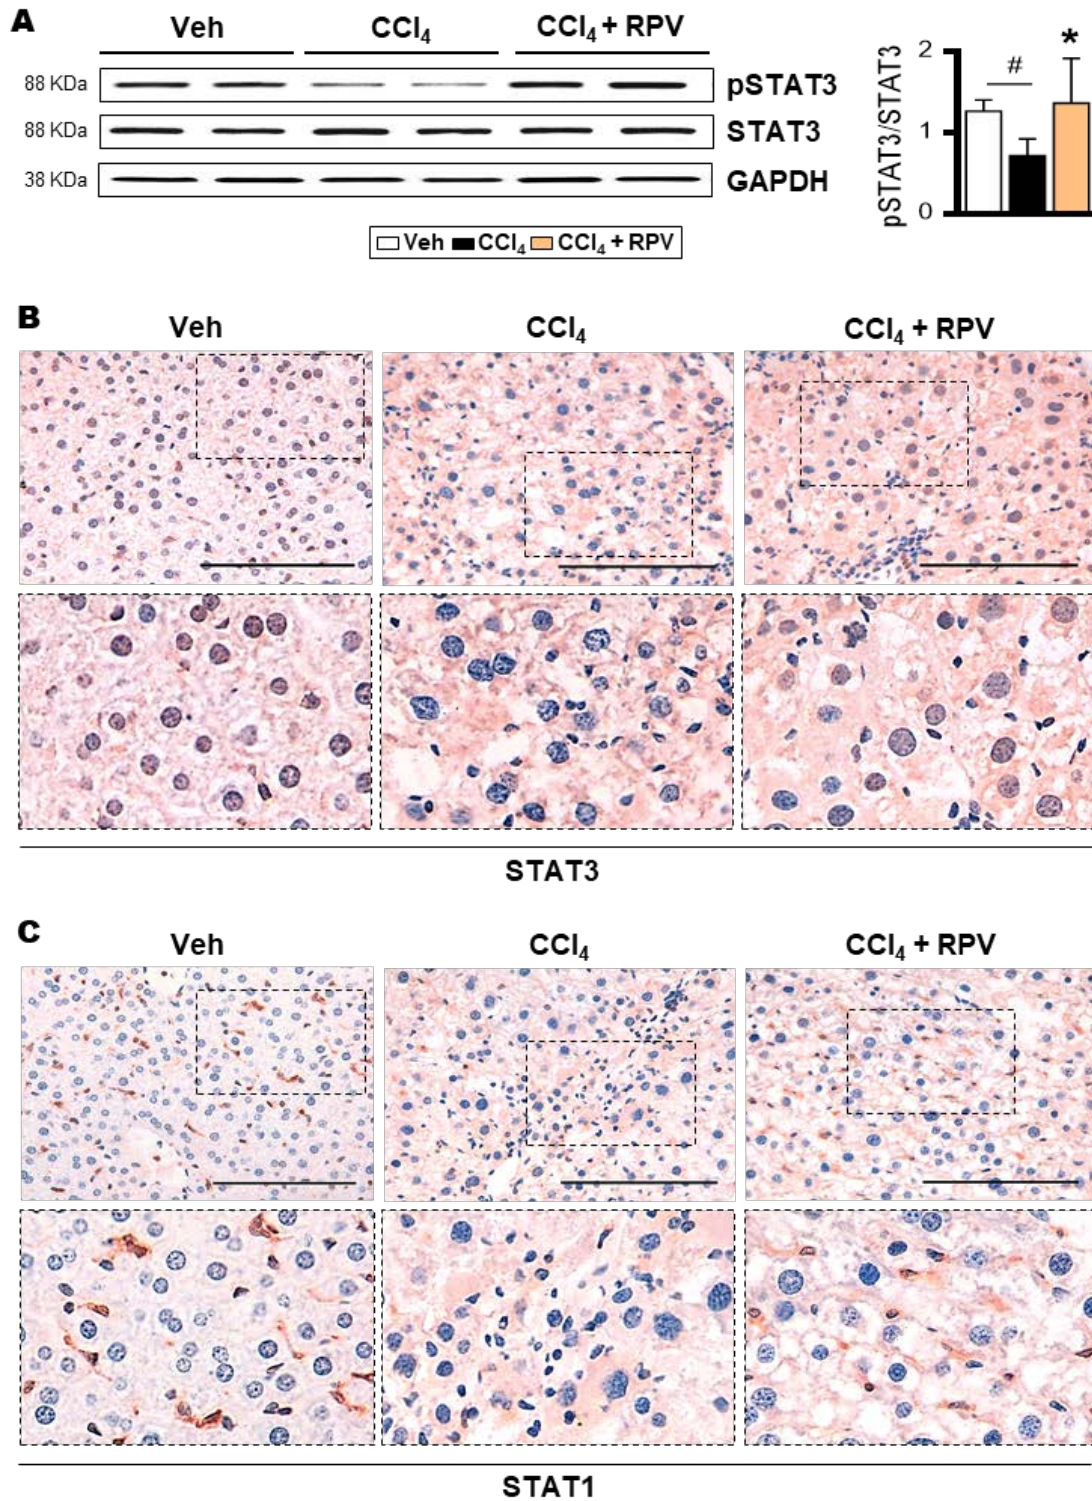 A
Veh CCl₄ CCl₄ + RPV
88 KDa pSTAT3
88 KDa STAT3
38 KDa GAPDH
Veh CCl₄ CCl₄ + RPV
pSTAT3/STAT3
2
1
0
#
*
B
Veh CCl₄ CCl₄ + RPV
STAT3
C
Veh CCl₄ CCl₄ + RPV
STAT1